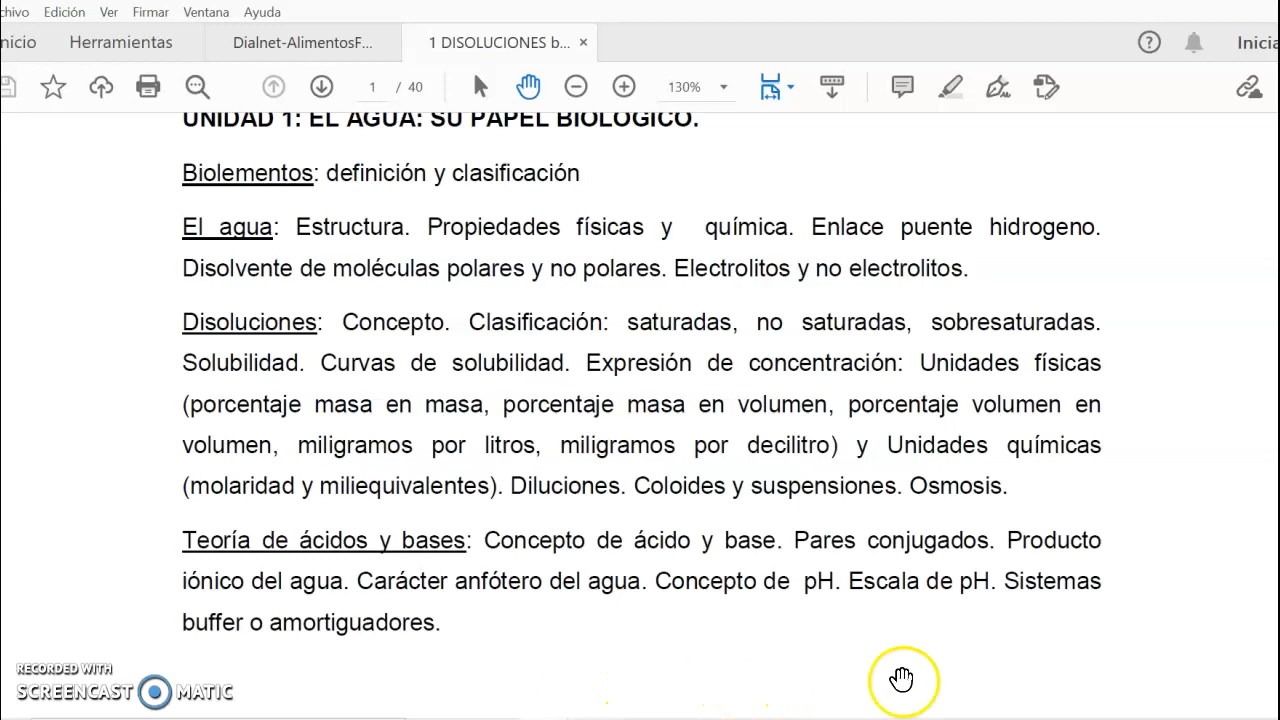 chivo Edición Ver Firmar Ventana Ayuda
nicio Herramientas Dialnet-AlimentosF... 1 DISOLUCIONES b... × ? Inicia
1 / 40 130%
UNIDAD 1: EL AGUA: SU PAPEL BIOLOGICO.
Biolementos: definición y clasificación
El agua: Estructura. Propiedades físicas y química. Enlace puente hidrogeno.
Disolvente de moléculas polares y no polares. Electrolitos y no electrolitos.
Disoluciones: Concepto. Clasificación: saturadas, no saturadas, sobresaturadas.
Solubilidad. Curvas de solubilidad. Expresión de concentración: Unidades físicas
(porcentaje masa en masa, porcentaje masa en volumen, porcentaje volumen en
volumen, miligramos por litros, miligramos por decilitro) y Unidades químicas
(molaridad y miliequivalentes). Diluciones. Coloides y suspensiones. Osmosis.
Teoría de ácidos y bases: Concepto de ácido y base. Pares conjugados. Producto
iónico del agua. Carácter anfótero del agua. Concepto de pH. Escala de pH. Sistemas
buffer o amortiguadores.
RECORDED WITH
SCREENCAST MATIC